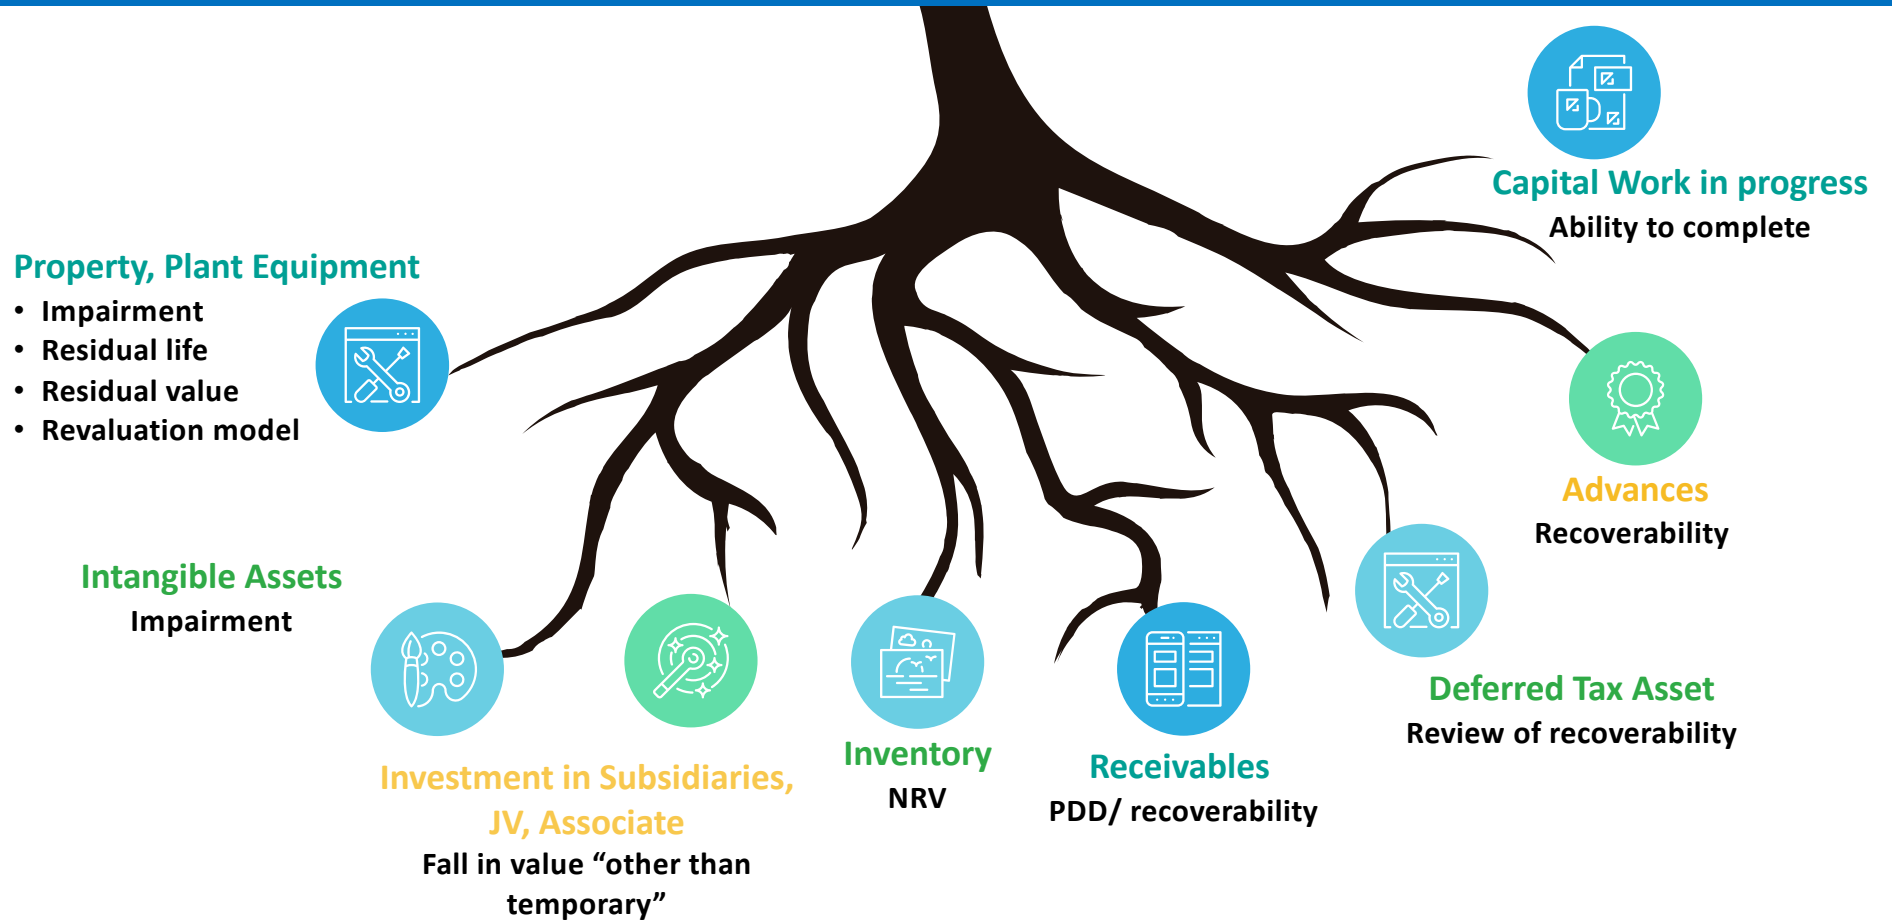 Capital Work in progress
Ability to complete
Property, Plant Equipment
• Impairment
• Residual life
• Residual value
• Revaluation model
Advances
Recoverability
Intangible Assets
Impairment
Deferred Tax Asset
Review of recoverability
Inventory
NRV
Receivables
PDD/ recoverability
Investment in Subsidiaries,
JV, Associate
Fall in value “other than
temporary”